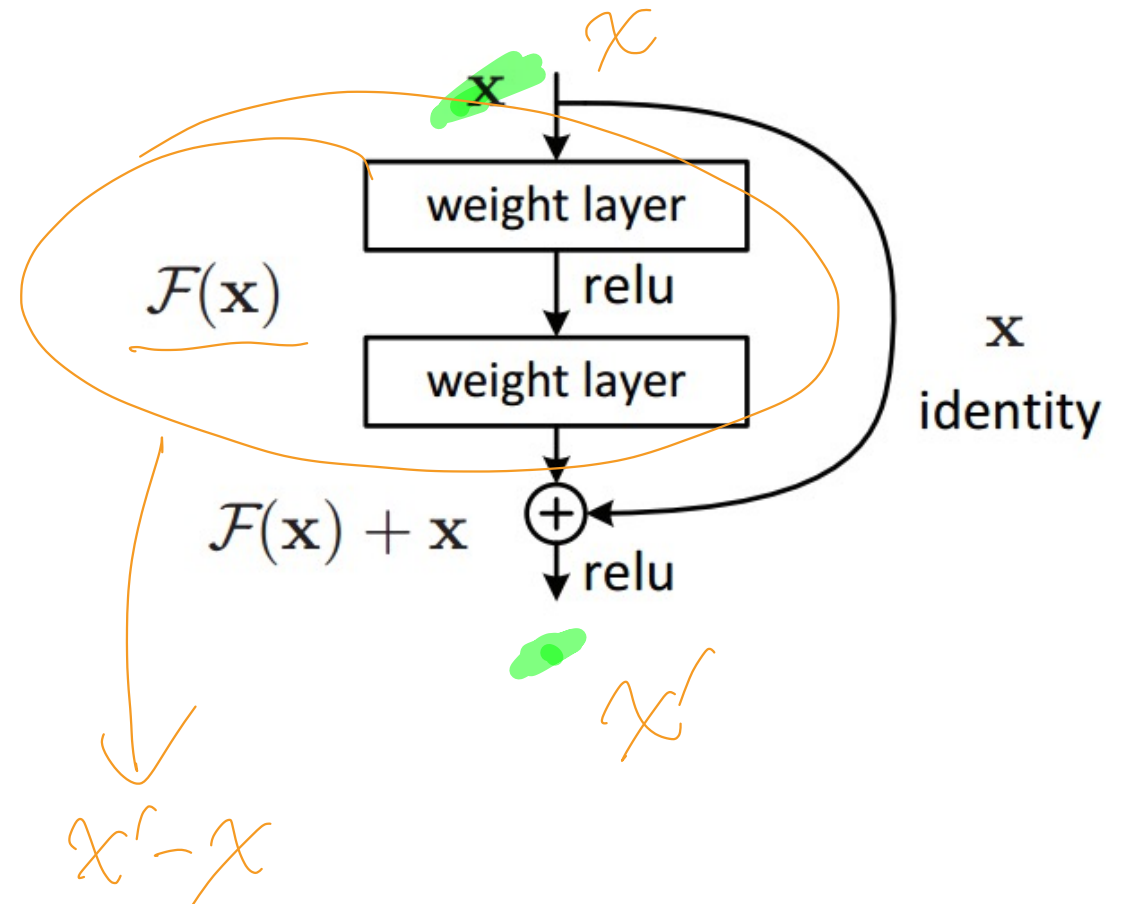 x
𝐱
weight layer
relu
ℱ(𝐱)
𝐱
weight layer
identity
ℱ(𝐱) + 𝐱
+
relu
x′
x′ − x